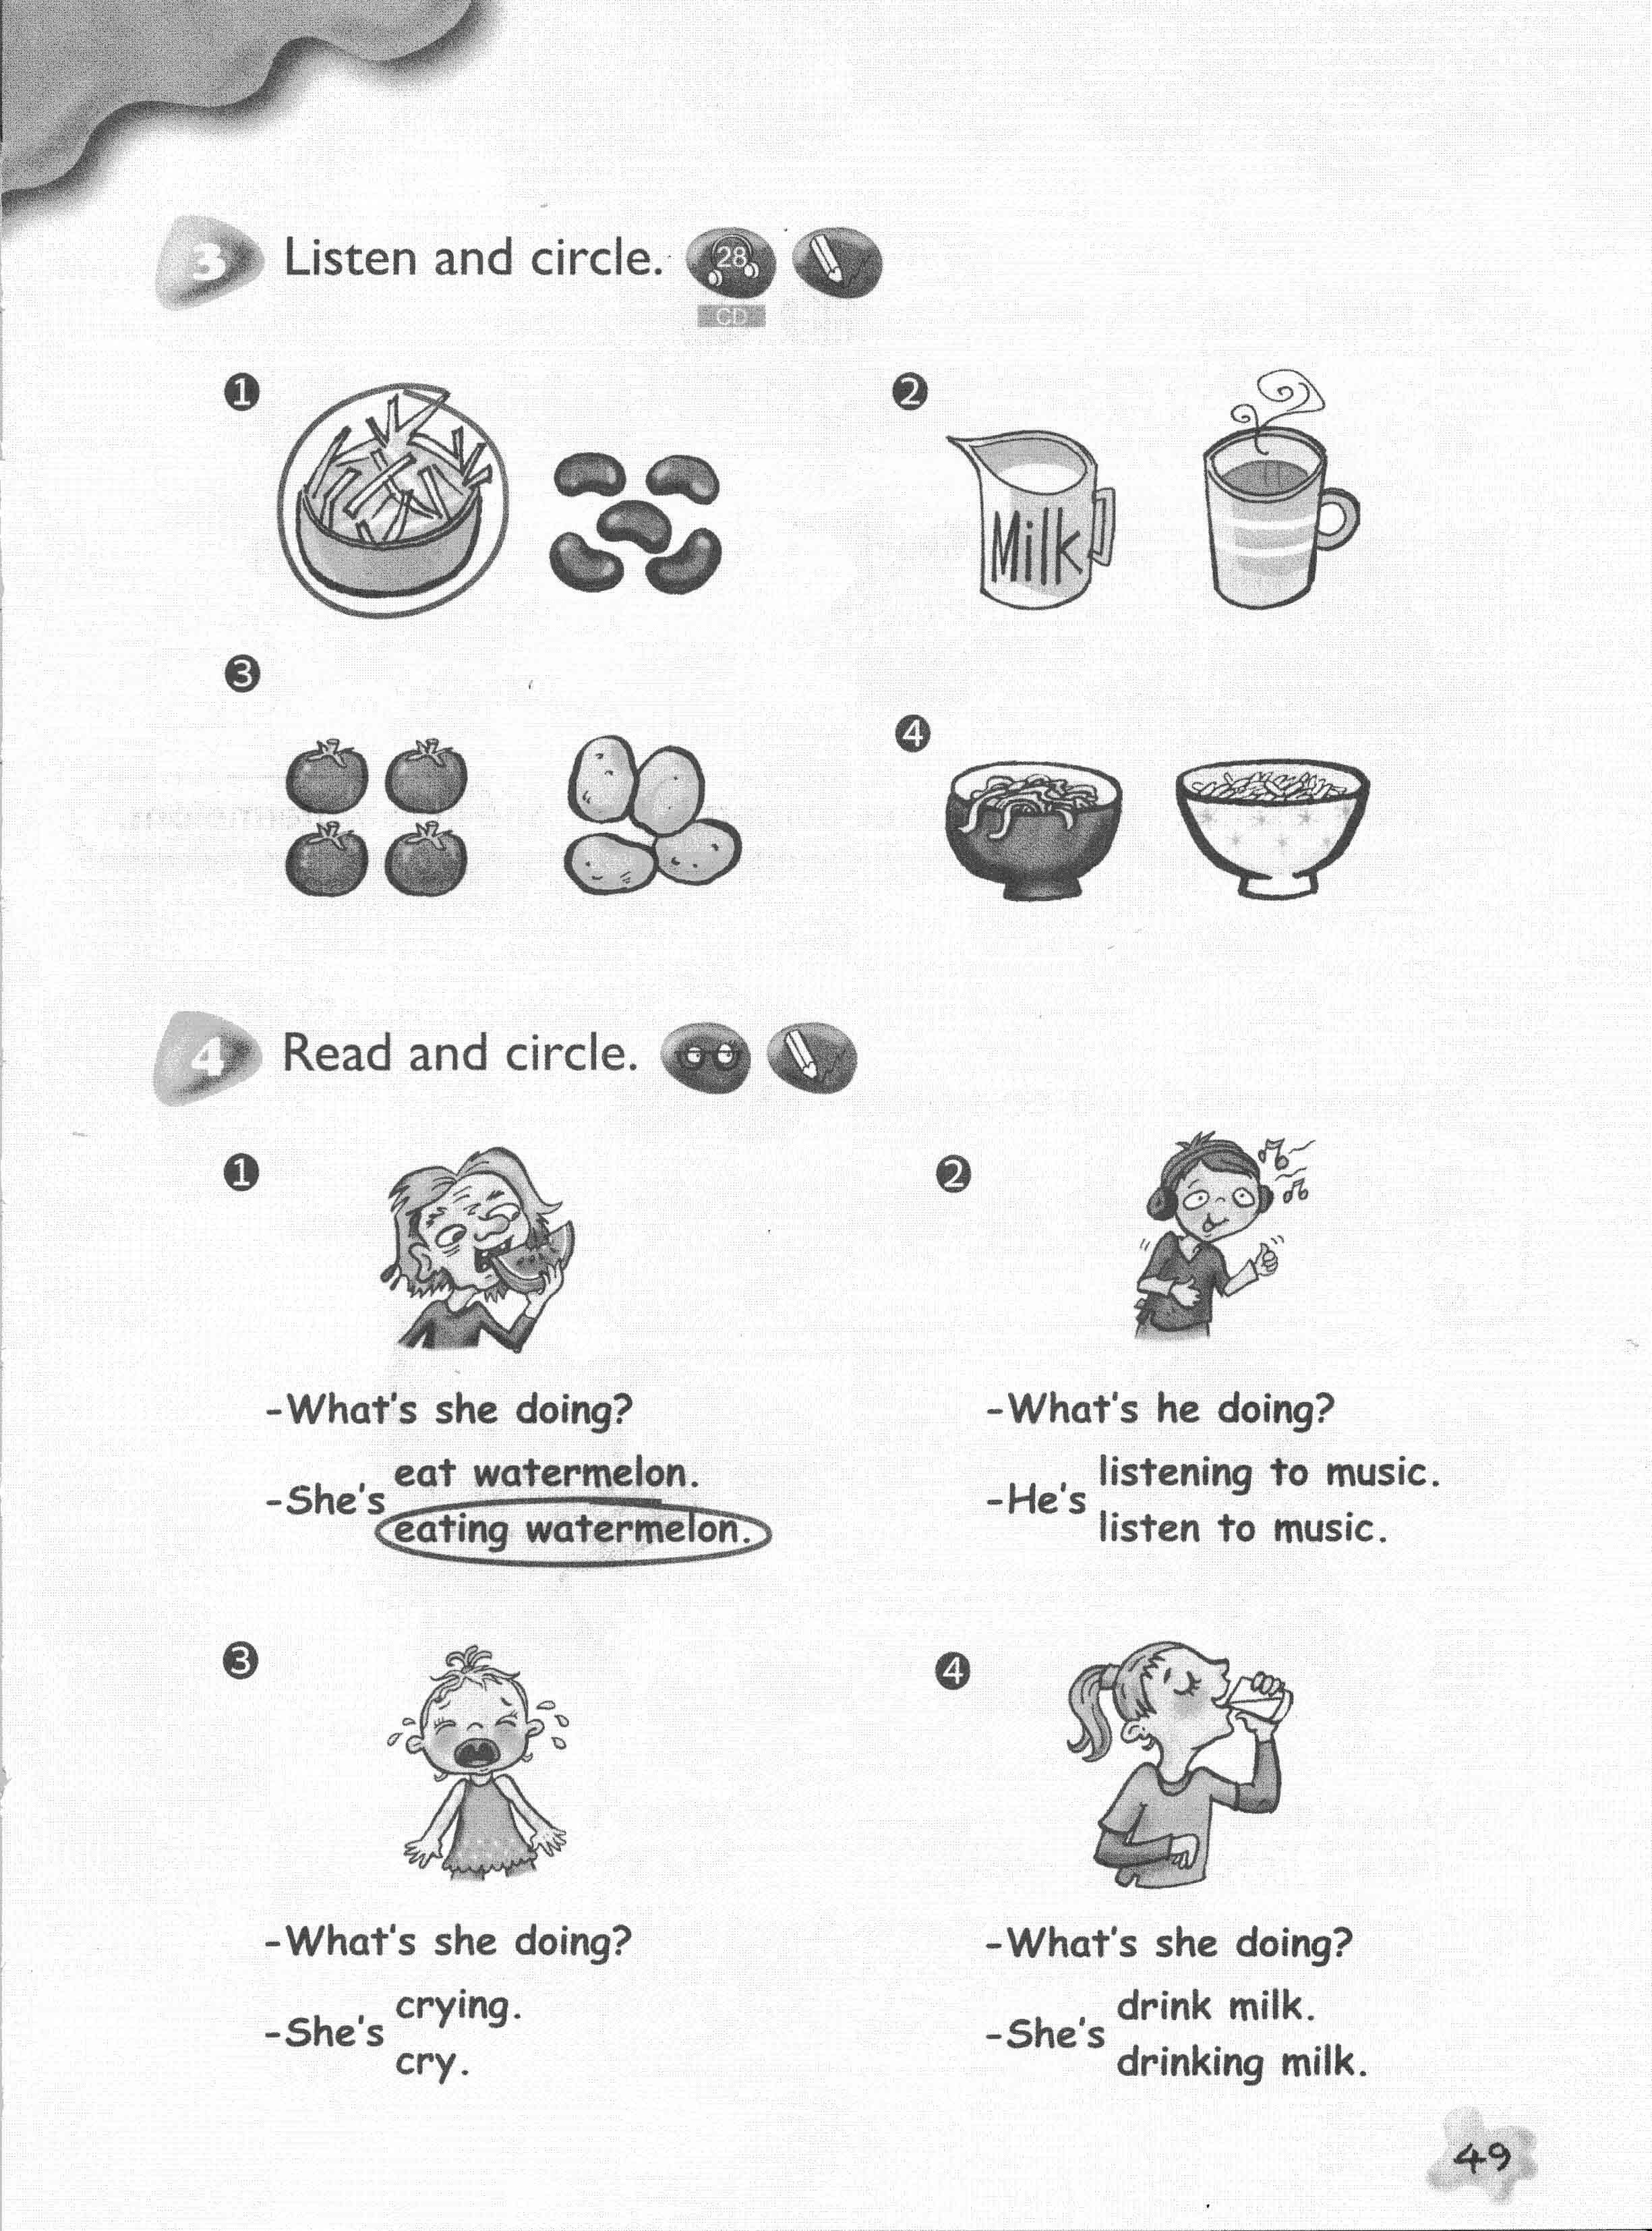 3 Listen and circle. 28
CD
1
2
Milk
3
4
4 Read and circle.
1
2
-What's she doing?
-She's
eat watermelon.
eating watermelon.
-What's he doing?
-He's
listening to music.
listen to music.
3
4
-What's she doing?
-She's
crying.
cry.
-What's she doing?
-She's
drink milk.
drinking milk.
49